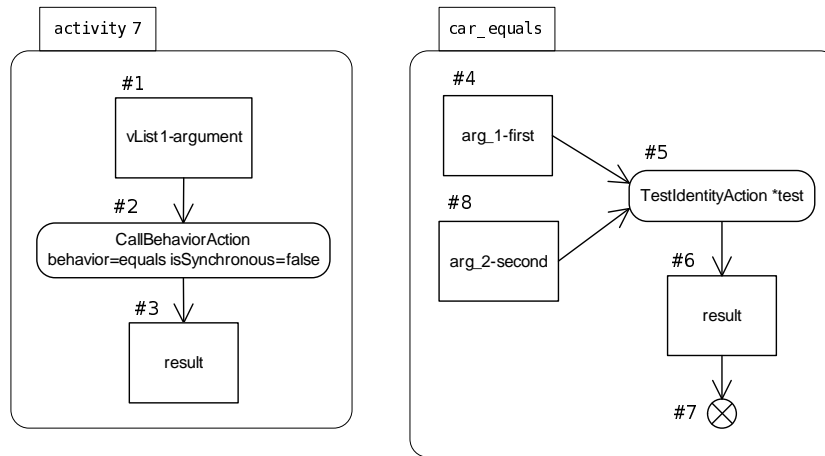 activity 7
#1
vList1-argument
#2
CallBehaviorAction
behavior=equals isSynchronous=false
#3
result
car_equals
#4
arg_1-first
#5
TestIdentityAction *test
#8
arg_2-second
#6
result
#7